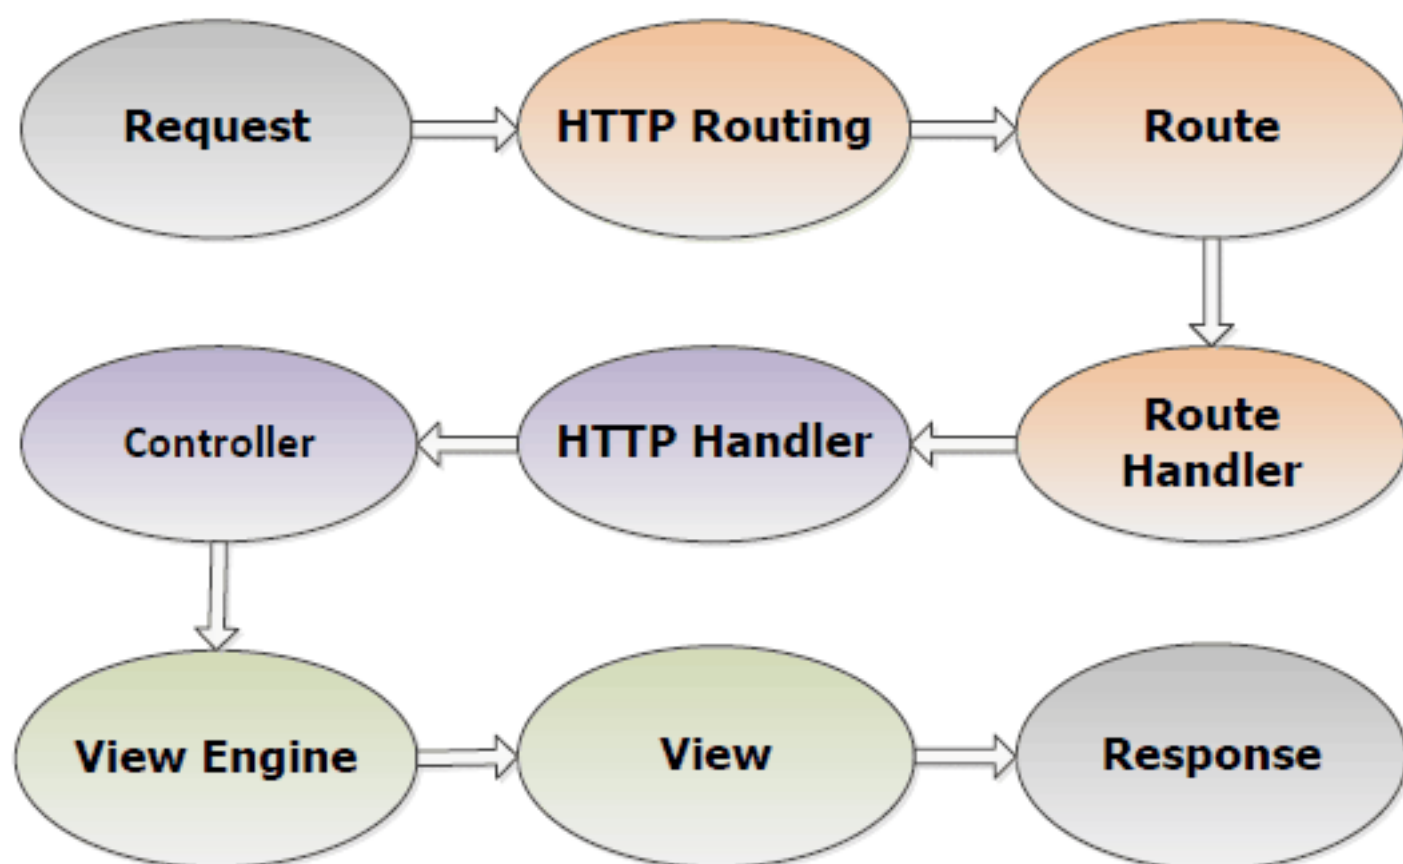 Request
HTTP Routing
Route
Route
Handler
HTTP Handler
Controller
View Engine
View
Response